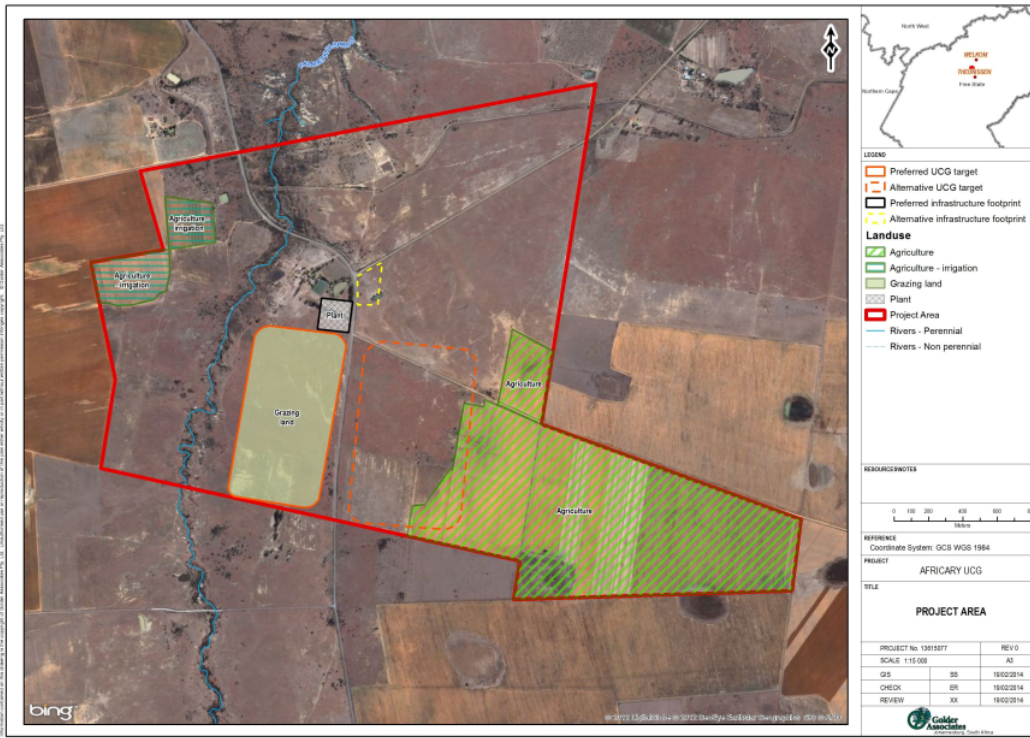 N
Agriculture -
irrigation
Agriculture
- irrigation
Plant
Grazing
land
Agriculture
Agriculture
bing
North West
WELKOM
THEUNISSEN
Northern Cape
Free State
LEGEND
Preferred UCG target
Alternative UCG target
Preferred infrastructure footprint
Alternative infrastructure footprint
Landuse
Agriculture
Agriculture - irrigation
Grazing land
Plant
Project Area
Rivers - Perennial
Rivers - Non perennial
RESOURCES/NOTES
0 100 200 400 600
Meters
REFERENCE
Coordinate System: GCS WGS 1984
PROJECT
AFRICARY UCG
TITLE
PROJECT AREA
PROJECT No. 13615077 REV 0
SCALE 1:15 000 A3
GIS SS 19/02/2014
CHECK ER 19/02/2014
REVIEW XX 19/02/2014
Golder
Associates
Johannesburg, South Africa